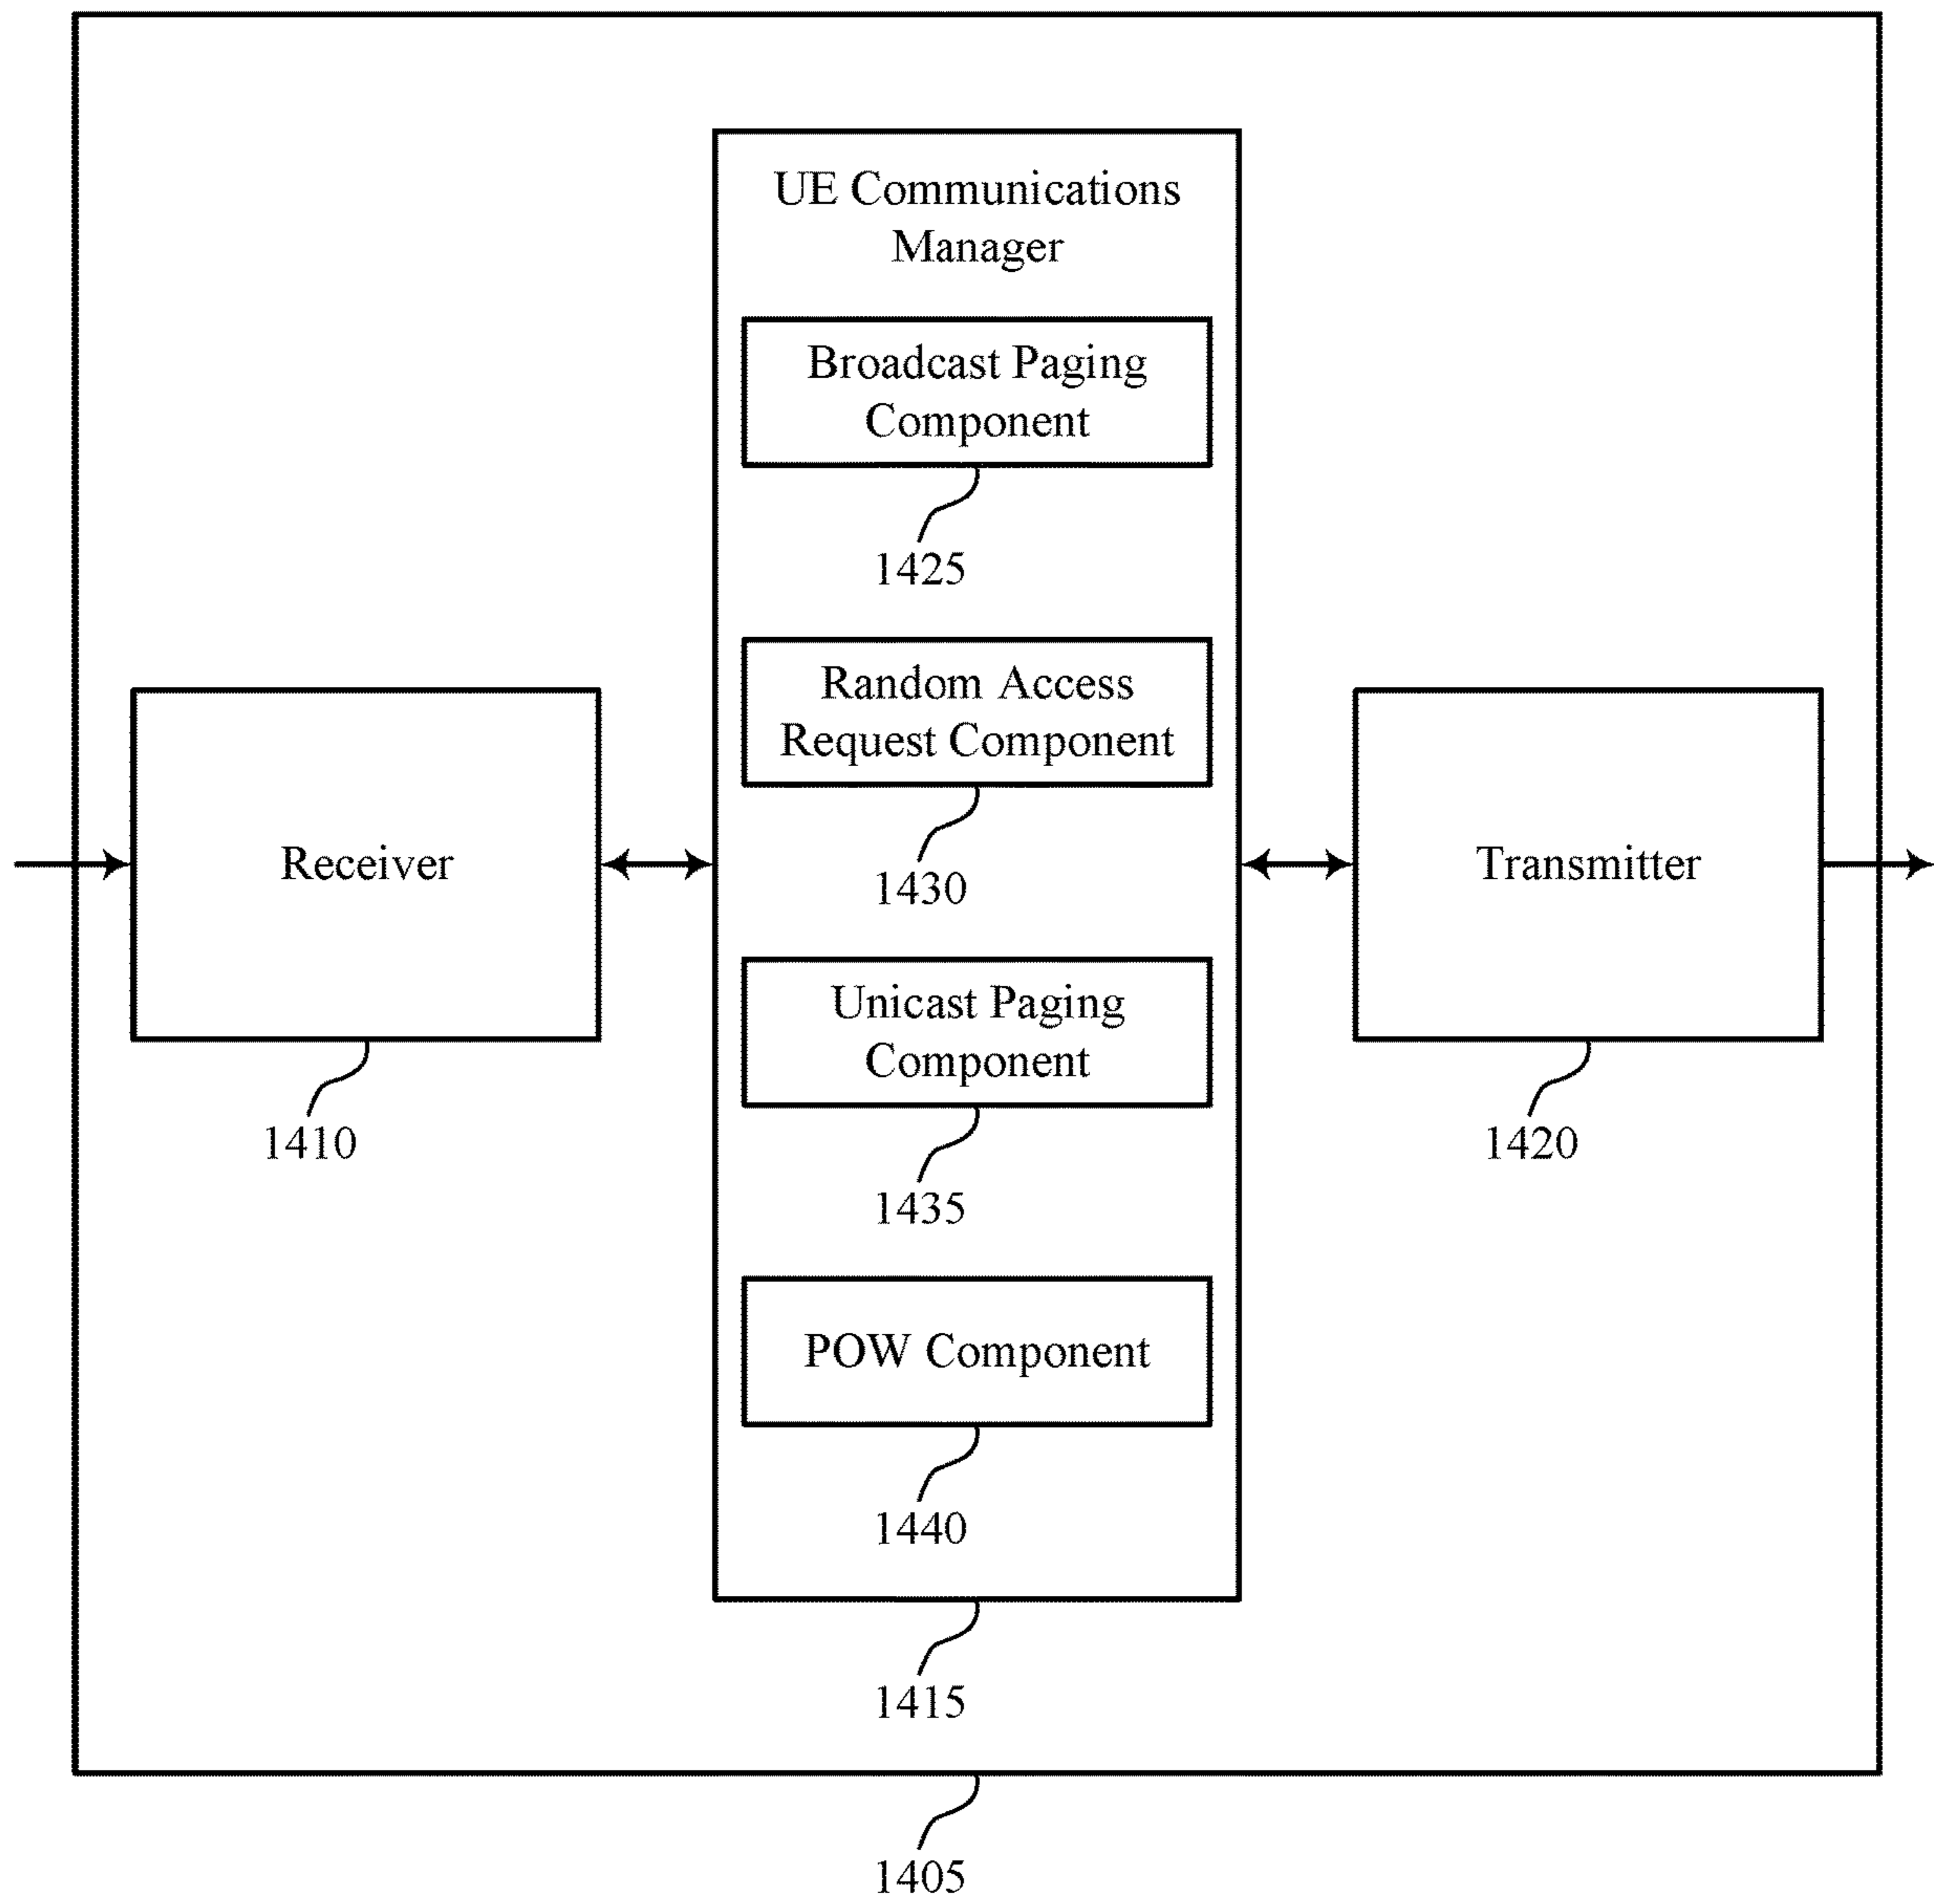 UE Communications
Manager
Broadcast Paging
Component
1425
Random Access
Request Component
1430
Receiver
1410
Transmitter
1420
Unicast Paging
Component
1435
POW Component
1440
1415
1405